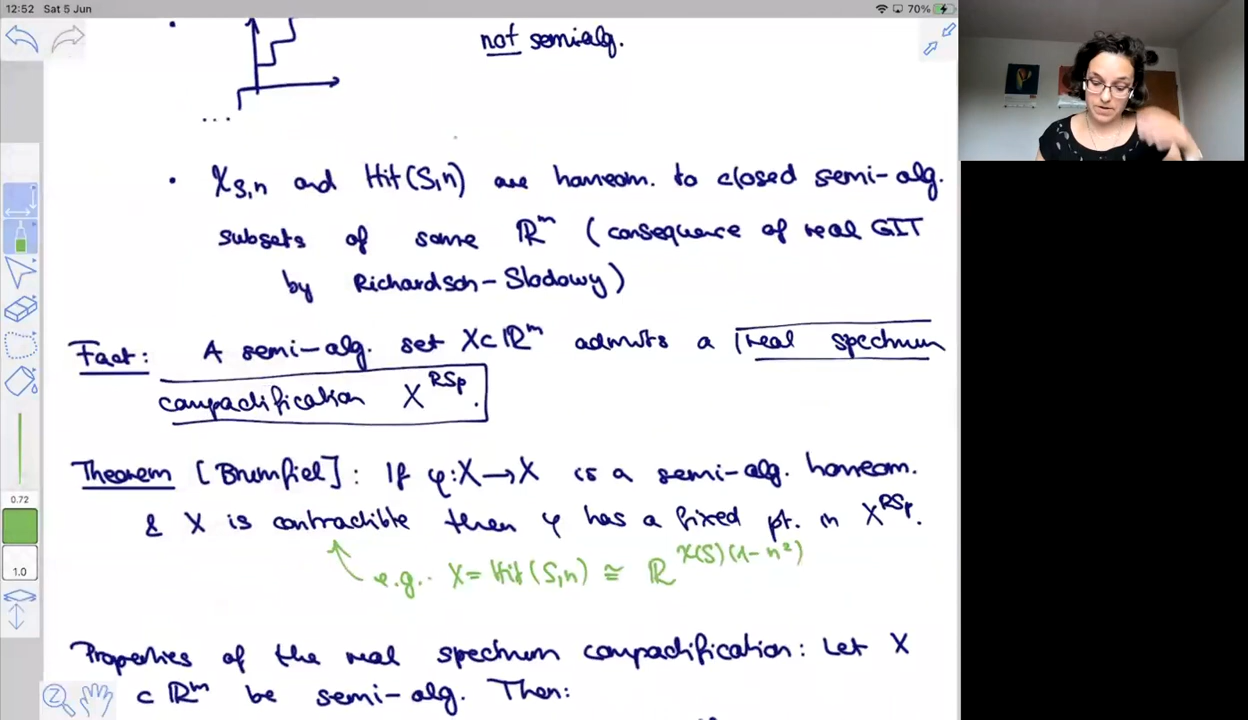 12:52 Sat 5 Jun 70%
not semialg.
...
• X_{S,n} and Hit(S,n) are homeom. to closed semi-alg.
subsets of some ℝ^m (consequence of real GIT
by Richardson-Slodowy)
Fact: A semi-alg. set X⊂ℝ^m admits a real spectrum
compactification X^{RSp}.
Theorem [Brumfiel]: If φ:X→X is a semi-alg. homeom.
& X is contractible then φ has a fixed pt. in X^{RSp}.
e.g. X = Hit(S,n) ≅ ℝ^{χ(S)(1-n²)}
0.72
1.0
Properties of the real spectrum compactification: Let X
⊂ ℝ^m be semi-alg. Then: